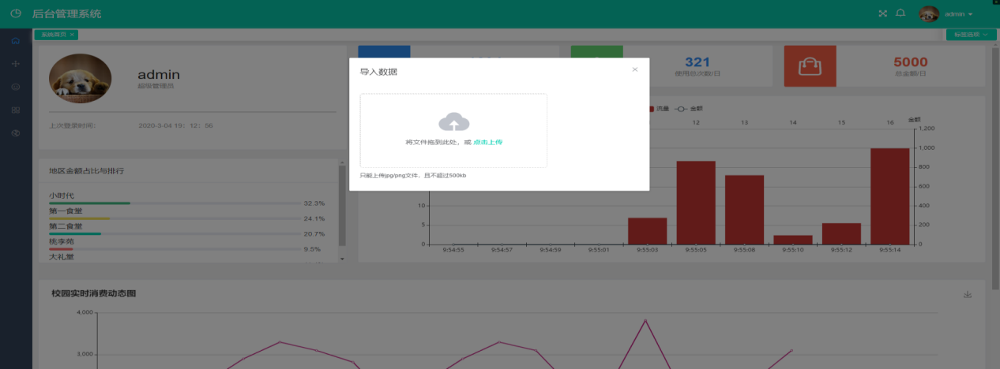 后台管理系统
admin
系统首页
标签选项
admin
超级管理员
上次登录时间：
2020-3-04 19：12：56
321
使用总次数/日
5000
总金额/日
导入数据
将文件拖到此处，或 点击上传
只能上传jpg/png文件，且不超过500kb
地区金额占比与排行
小时代
32.3%
第一食堂
24.1%
第二食堂
20.7%
桃李苑
9.5%
大礼堂
流量 金额
12 13 14 15 16
金额
1,200
1,000
800
600
400
200
0
10
5
0
9:54:55 9:54:57 9:54:59 9:55:01 9:55:03 9:55:05 9:55:08 9:55:10 9:55:12 9:55:14
校园实时消费动态图
4,000
3,000